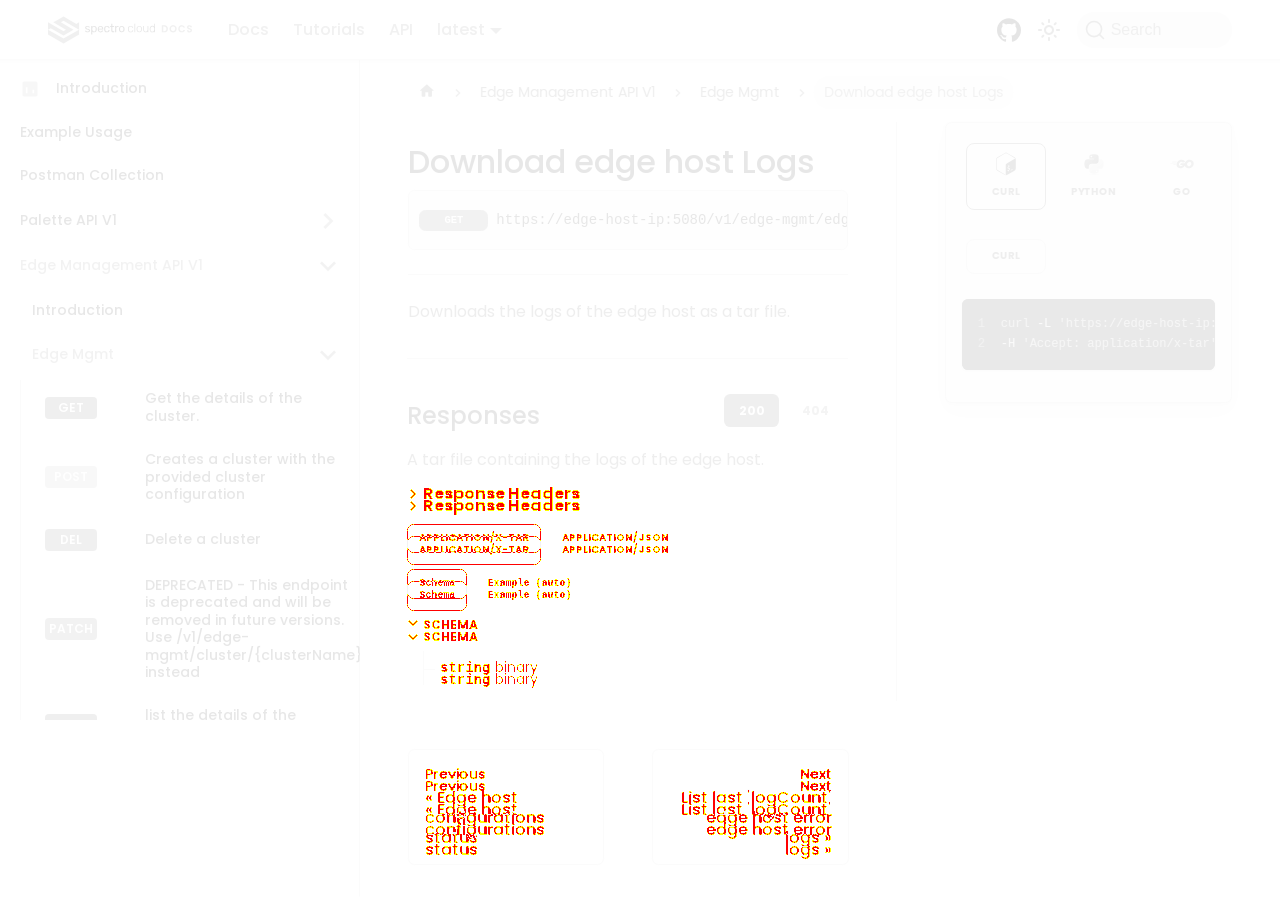 spectro cloud DOCS
Docs Tutorials API latest
Search
Introduction
Example Usage
Postman Collection
Palette API V1
Edge Management API V1
Introduction
Edge Mgmt
GET
Get the details of the
cluster.
POST
Creates a cluster with the
provided cluster
configuration
DEL
Delete a cluster
PATCH
DEPRECATED - This endpoint
is deprecated and will be
removed in future versions.
Use /v1/edge-
mgmt/cluster/{clusterName}
instead
list the details of the
Edge Management API V1
Edge Mgmt
Download edge host Logs
Download edge host Logs
GET https://edge-host-ip:5080/v1/edge-mgmt/edg
Downloads the logs of the edge host as a tar file.
Responses
200 404
A tar file containing the logs of the edge host
> Response Headers
> Response Headers
APPLICATION/X-TAR APPLICATION/JSON
APPLICATION/X-TAR APPLICATION/JSON
Schema Example (auto)
Schema Example (auto)
SCHEMA
SCHEMA
string binary
string binary
Previous
Previous
« Edge host
« Edge host
configurations
configurations
status
status
Next
Next
List last 'logCount'
List last 'logCount'
edge host error
edge host error
logs »
logs »
CURL PYTHON GO
CURL
1 curl -L 'https://edge-host-ip:
2 -H 'Accept: application/x-tar'